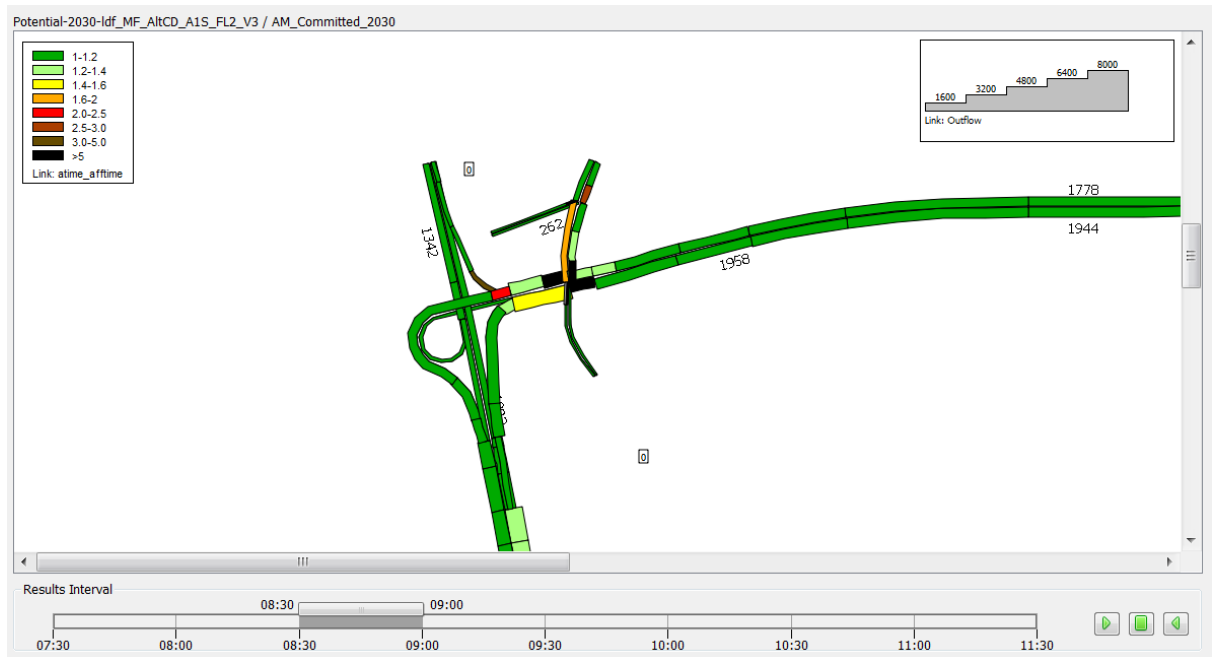 Potential-2030-ldf_MF_AltCD_A1S_FL2_V3 / AM_Committed_2030
1-1.2
1.2-1.4
1.4-1.6
1.6-2
2.0-2.5
2.5-3.0
3.0-5.0
>5
Link: atime_afftime
1600 3200 4800 6400 8000
Link: Outflow
0
1778
262
1342
1944
1958
0
Results Interval
08:30 09:00
07:30 08:00 08:30 09:00 09:30 10:00 10:30 11:00 11:30